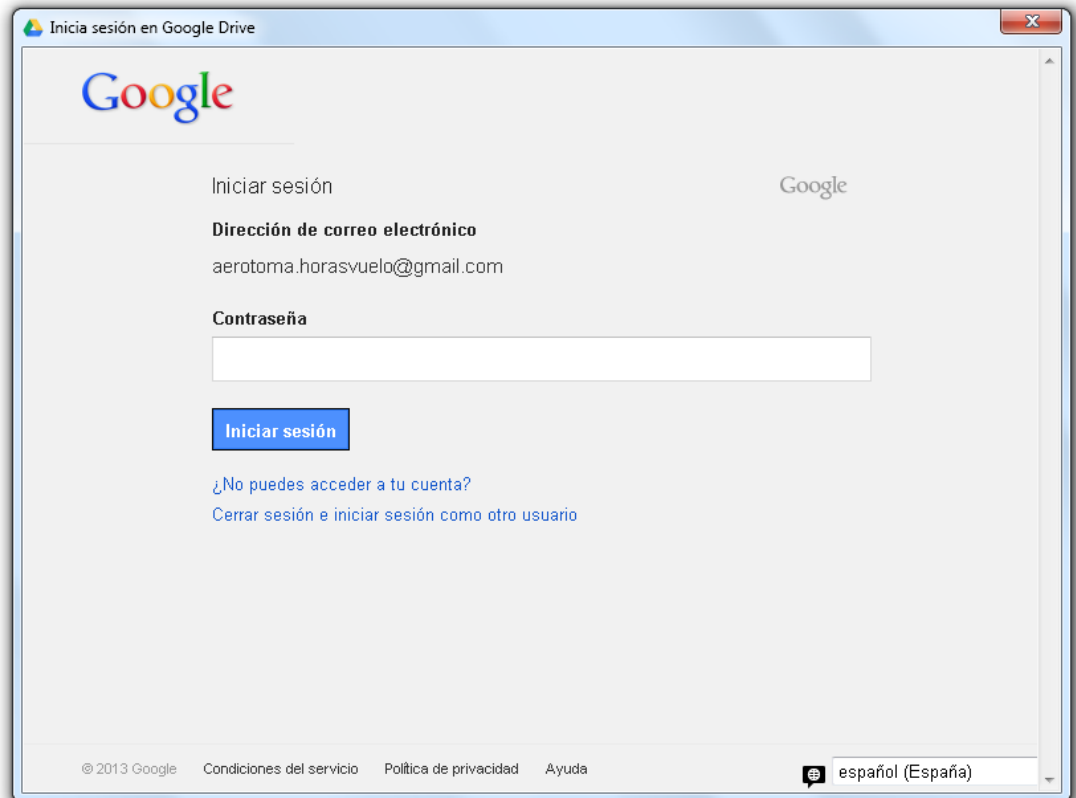 Inicia sesión en Google Drive
Google
Iniciar sesión
Google
Dirección de correo electrónico
aerotoma.horasvuelo@gmail.com
Contraseña
Iniciar sesión
¿No puedes acceder a tu cuenta?
Cerrar sesión e iniciar sesión como otro usuario
© 2013 Google Condiciones del servicio Política de privacidad Ayuda español (España)